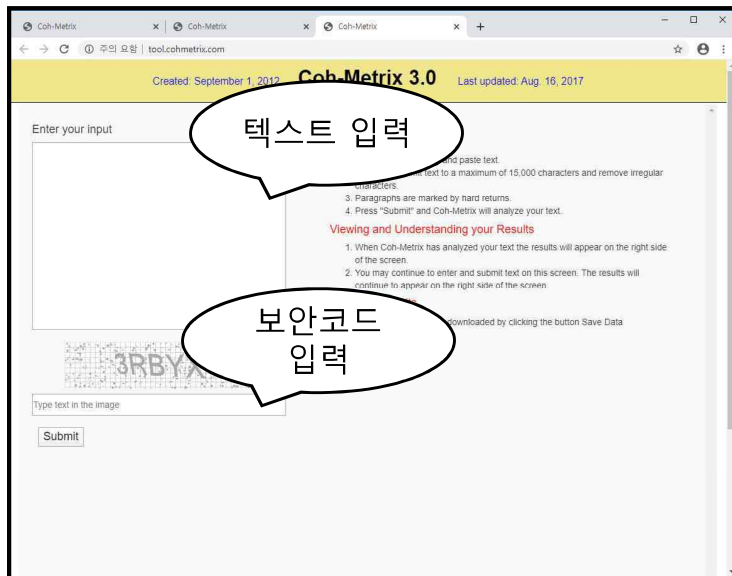 Coh-Metrix
Coh-Metrix
Coh-Metrix
주의 요함 | tool.cohmetrix.com
Created: September 1, 2012 Coh-Metrix 3.0 Last updated: Aug. 16, 2017
Enter your input
텍스트 입력
and paste text.
text to a maximum of 15,000 characters and remove irregular
characters.
3. Paragraphs are marked by hard returns.
4. Press "Submit" and Coh-Metrix will analyze your text.
Viewing and Understanding your Results
1. When Coh-Metrix has analyzed your text the results will appear on the right side
of the screen.
2. You may continue to enter and submit text on this screen. The results will
continue to appear on the right side of the screen
보안코드
입력
downloaded by clicking the button Save Data
3RBYX
Type text in the image
Submit